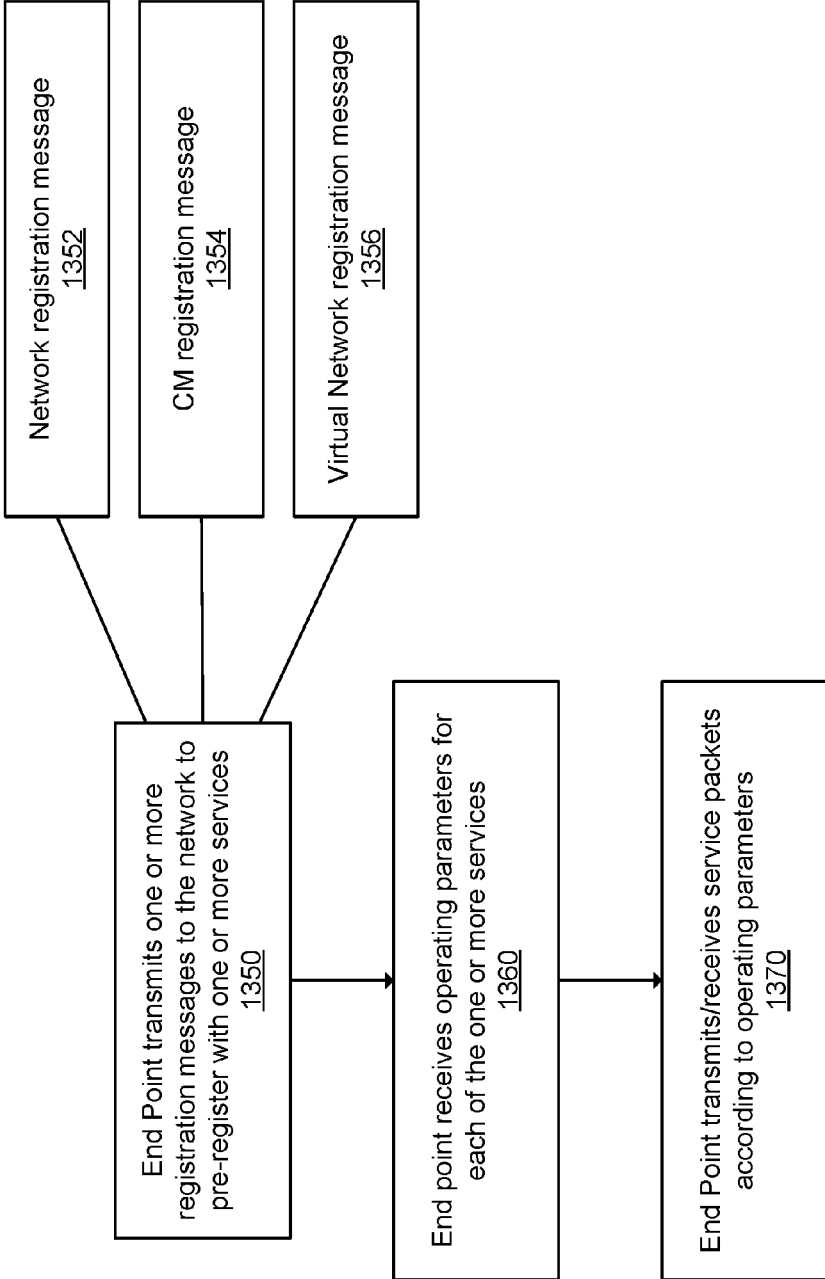 End Point transmits one or more
registration messages to the network to
pre-register with one or more services
1350
Network registration message
1352
CM registration message
1354
Virtual Network registration message
1356
End point receives operating parameters for
each of the one or more services
1360
End Point transmits/receives service packets
according to operating parameters
1370